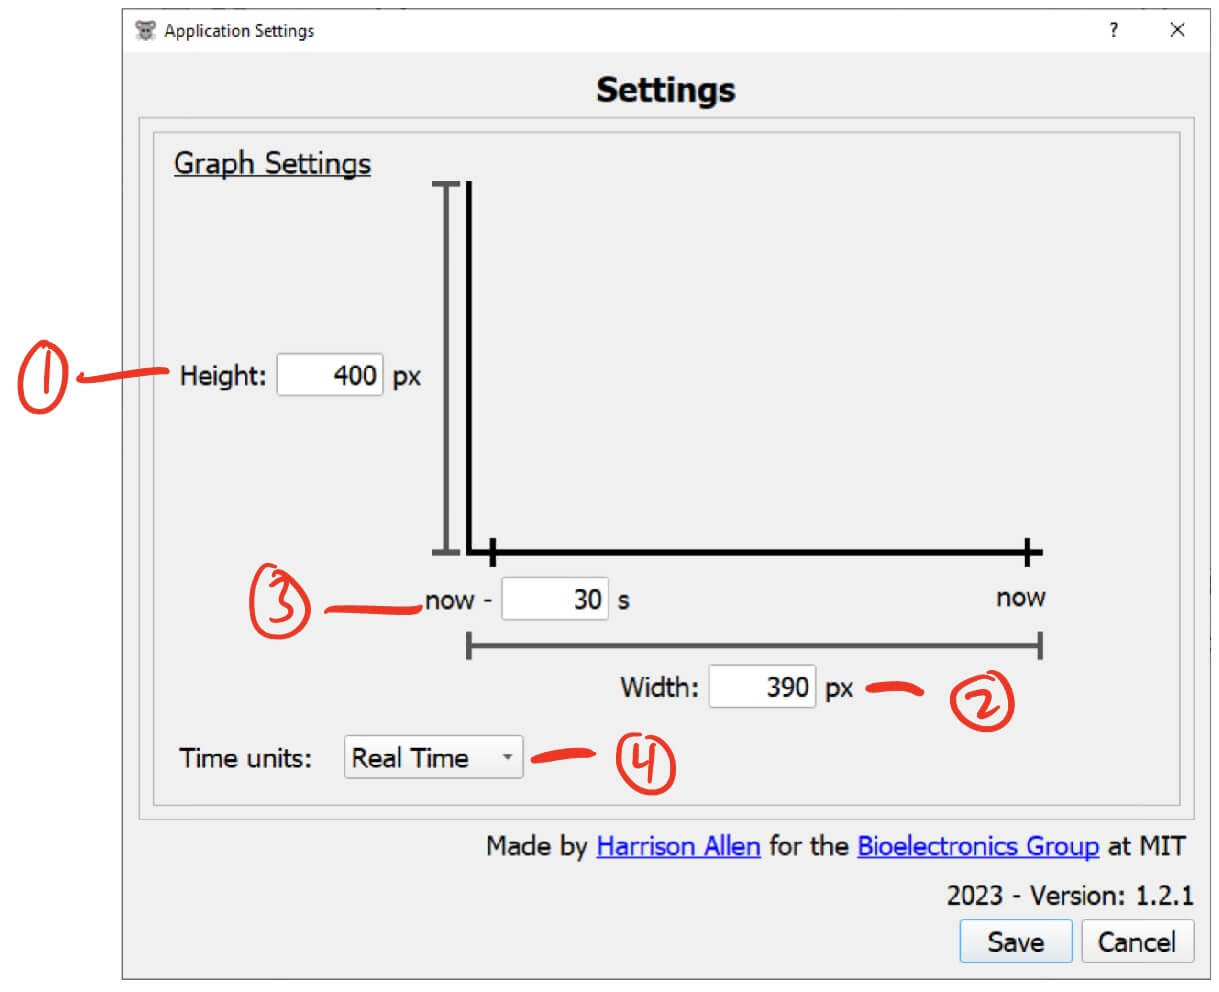 Application Settings
?
Settings
Graph Settings
1 Height: 400 px
3 now - 30 s now
Width: 390 px 2
Time units: Real Time 4
Made by Harrison Allen for the Bioelectronics Group at MIT
2023 - Version: 1.2.1
Save Cancel